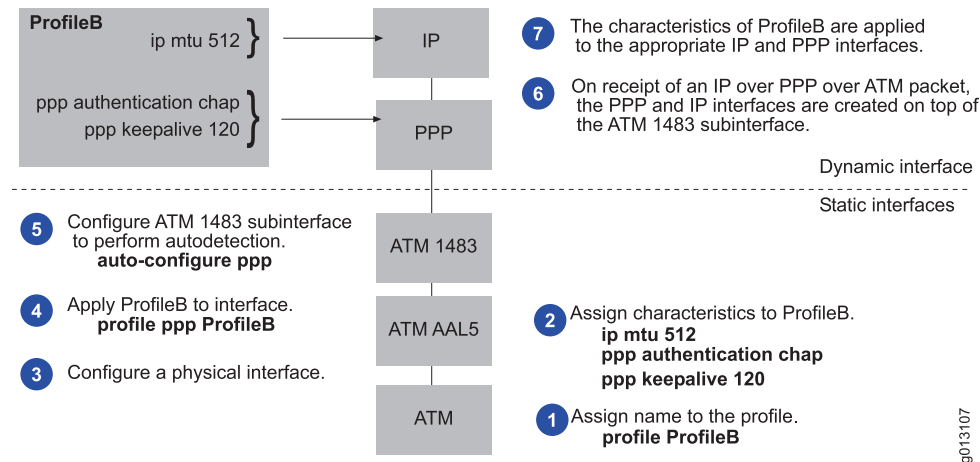 ProfileB
ip mtu 512
ppp authentication chap
ppp keepalive 120
IP
PPP
7
The characteristics of ProfileB are applied
to the appropriate IP and PPP interfaces.
6
On receipt of an IP over PPP over ATM packet,
the PPP and IP interfaces are created on top of
the ATM 1483 subinterface.
Dynamic interface
Static interfaces
5
Configure ATM 1483 subinterface
to perform autodetection.
auto-configure ppp
4
Apply ProfileB to interface.
profile ppp ProfileB
3
Configure a physical interface.
ATM 1483
ATM AAL5
ATM
2
Assign characteristics to ProfileB.
ip mtu 512
ppp authentication chap
ppp keepalive 120
1
Assign name to the profile.
profile ProfileB
g013107